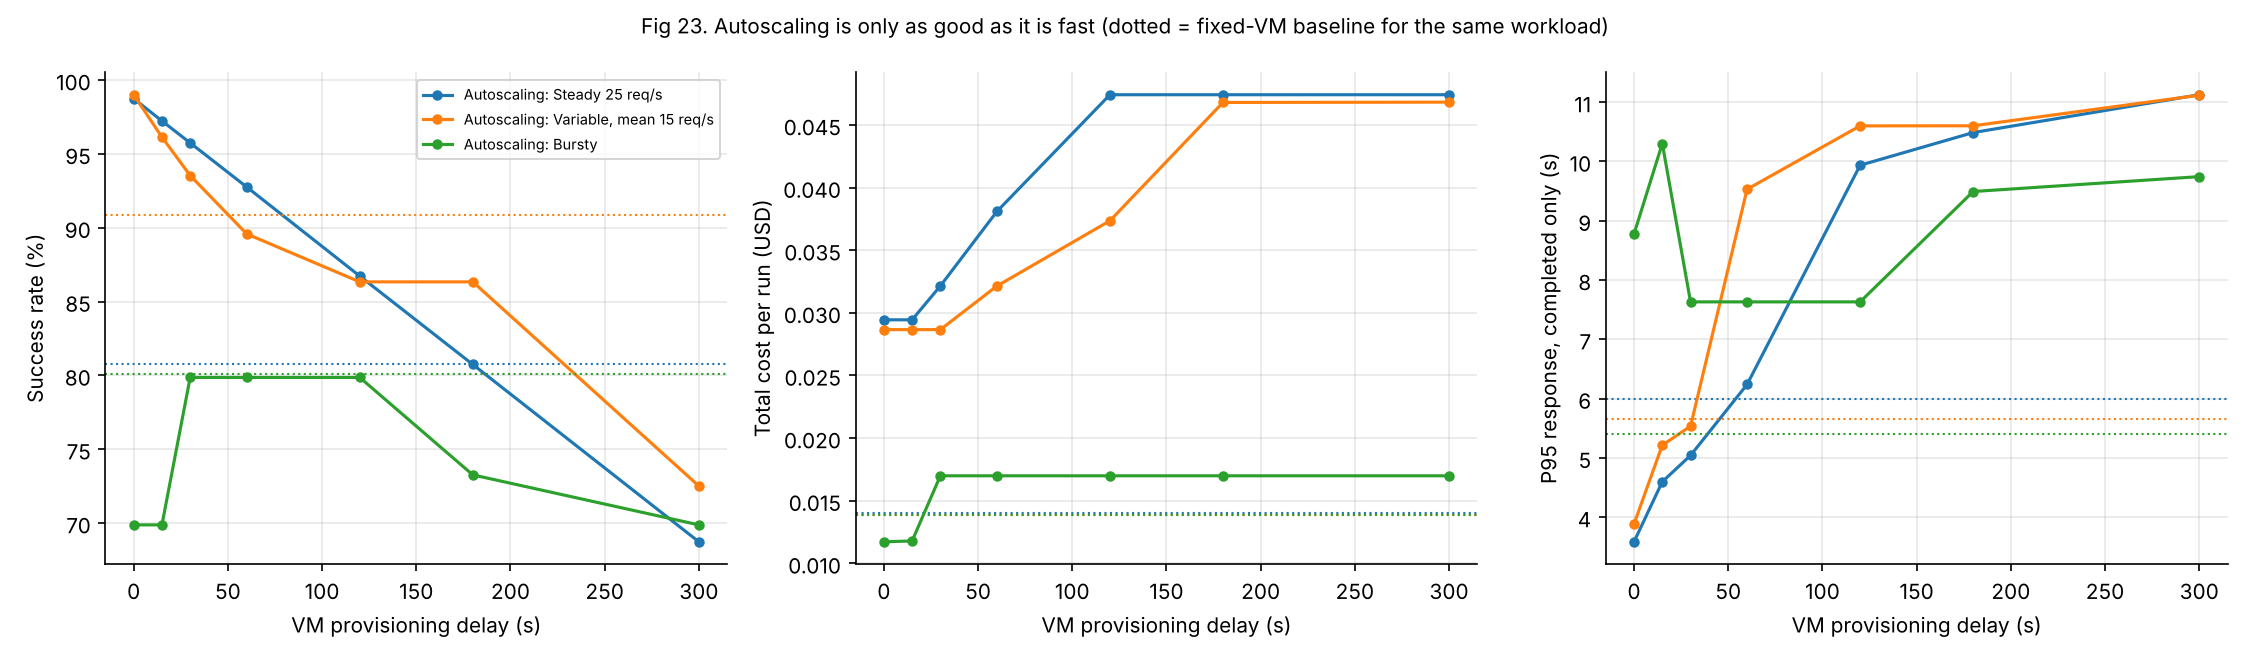 Fig 23. Autoscaling is only as good as it is fast (dotted = fixed-VM baseline for the same workload)
Success rate (%)
100
95
90
85
80
75
70
Autoscaling: Steady 25 req/s
Autoscaling: Variable, mean 15 req/s
Autoscaling: Bursty
0 50 100 150 200 250 300
VM provisioning delay (s)
Total cost per run (USD)
0.045
0.040
0.035
0.030
0.025
0.020
0.015
0.010
0 50 100 150 200 250 300
VM provisioning delay (s)
P95 response, completed only (s)
11
10
9
8
7
6
5
4
0 50 100 150 200 250 300
VM provisioning delay (s)